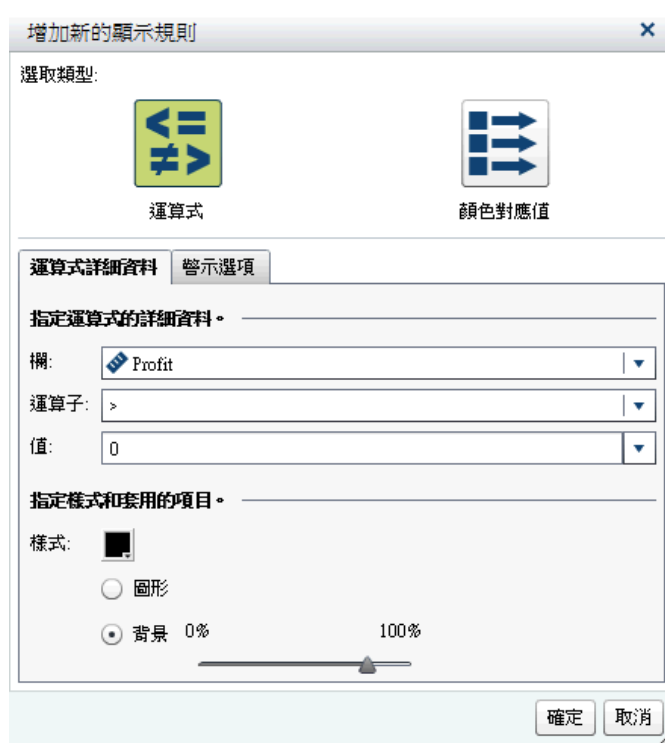 增加新的顯示規則
選取類型:
運算式 顏色對應值
運算式詳細資料 警示選項
指定運算式的詳細資料。
欄: Profit
運算子: >
值: 0
指定樣式和套用的項目。
樣式:
圖形
背景 0% 100%
確定 取消